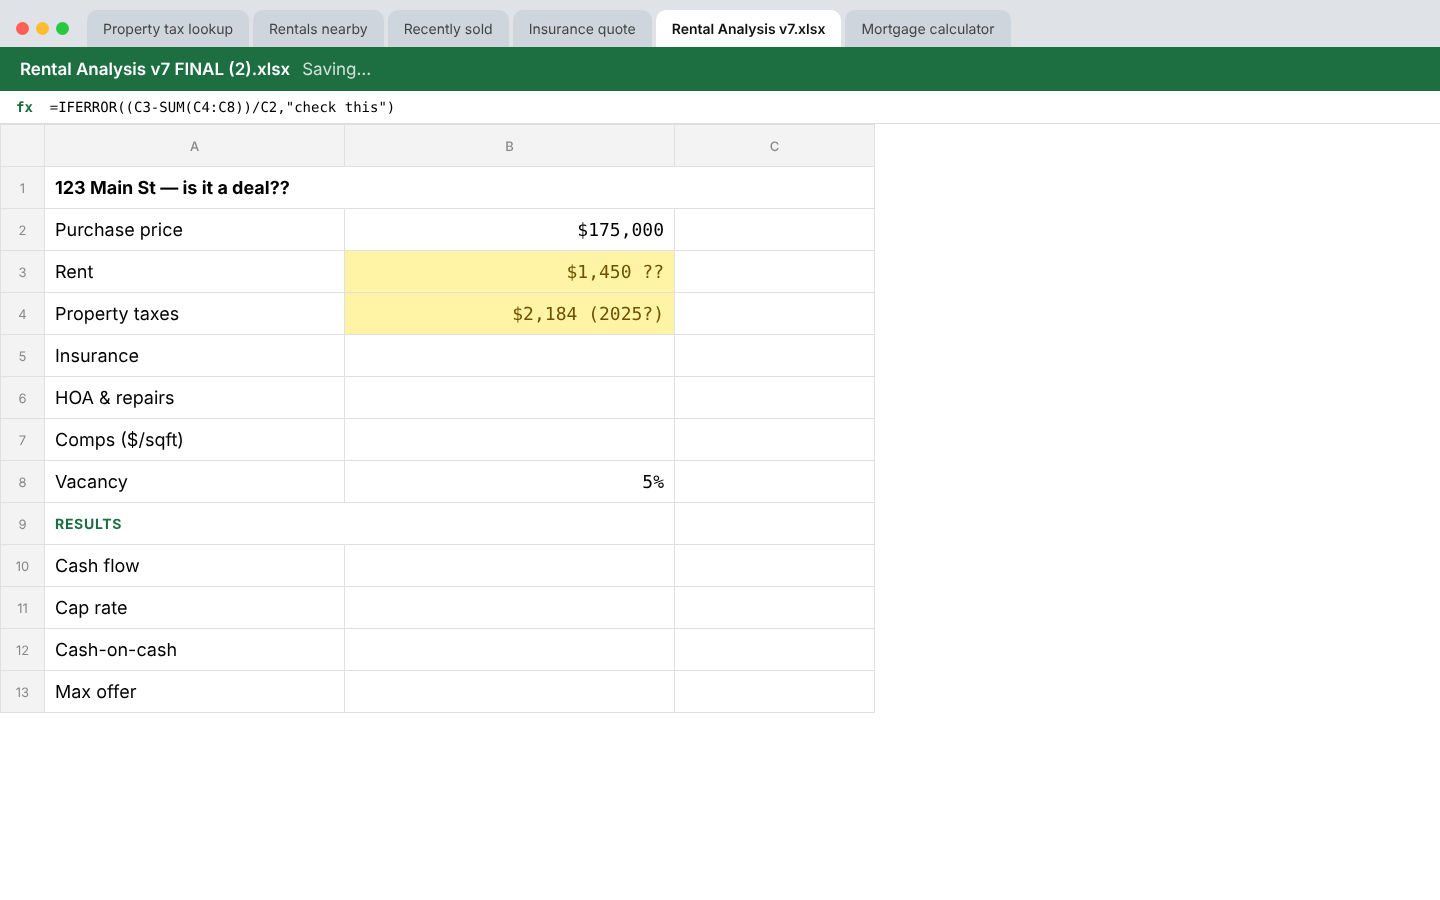 Property tax lookup
Rentals nearby
Recently sold
Insurance quote
Rental Analysis v7.xlsx
Mortgage calculator
Rental Analysis v7 FINAL (2).xlsx Saving...
fx =IFERROR((C3-SUM(C4:C8))/C2,"check this")
A B C
1 123 Main St — is it a deal??
2 Purchase price $175,000
3 Rent $1,450 ??
4 Property taxes $2,184 (2025?)
5 Insurance
6 HOA & repairs
7 Comps ($/sqft)
8 Vacancy 5%
9 RESULTS
10 Cash flow
11 Cap rate
12 Cash-on-cash
13 Max offer